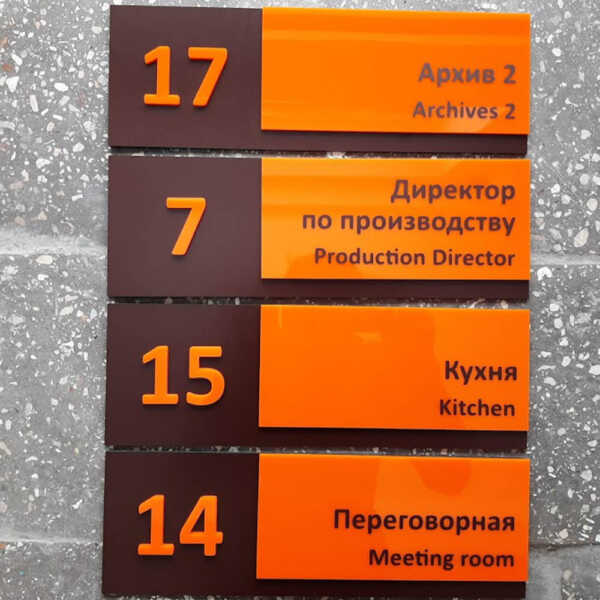 17
Архив 2
Archives 2
7
Директор
по производству
Production Director
15
Кухня
Kitchen
14
Переговорная
Meeting room